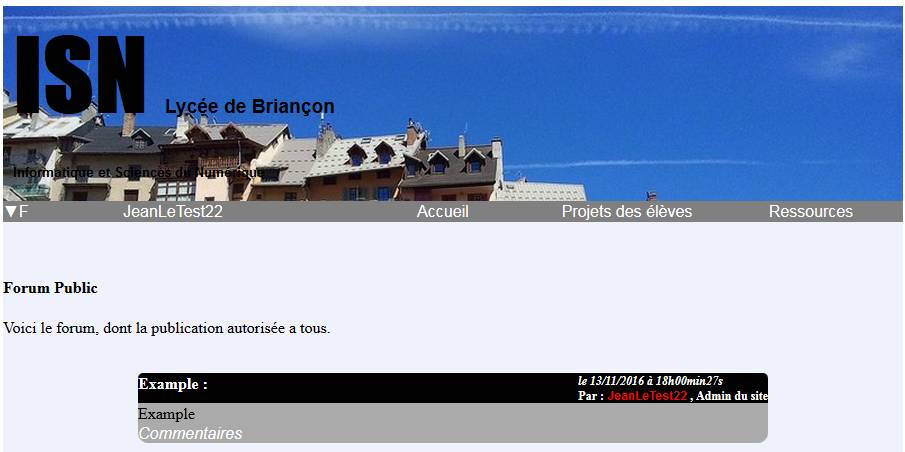 ISN Lycée de Briançon
Informatique et Sciences du Numérique
▼F JeanLeTest22 Accueil Projets des élèves Ressources
Forum Public
Voici le forum, dont la publication autorisée a tous.
Example : le 13/11/2016 à 18h00min27s
Par : JeanLeTest22 , Admin du site
Example
Commentaires